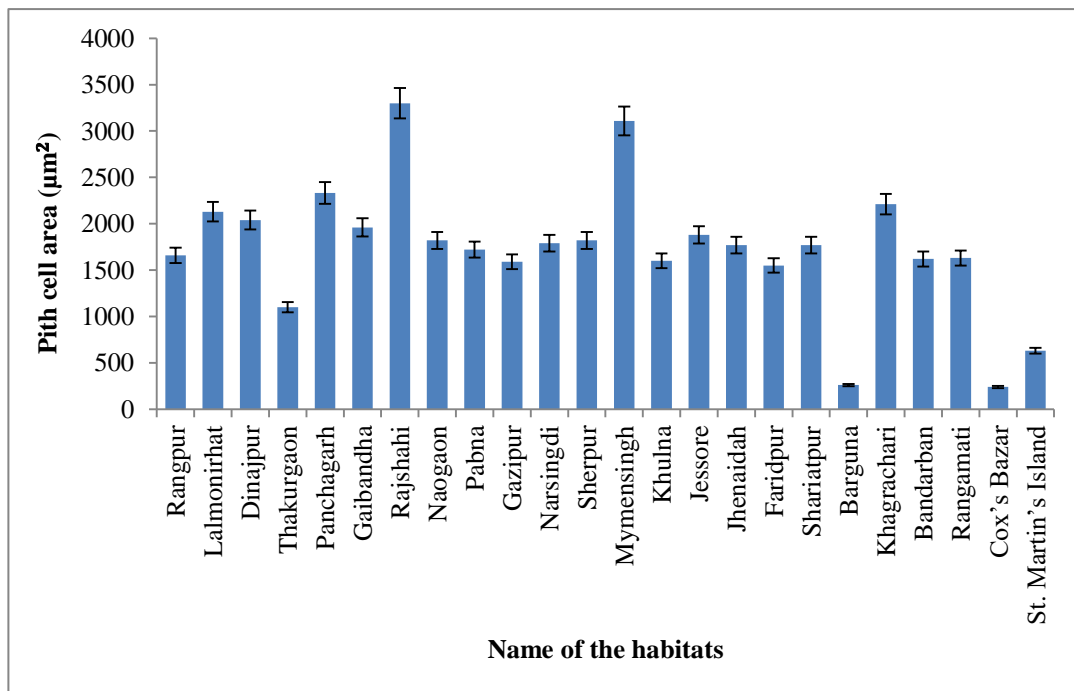 Pith cell area (µm²)
4000
3500
3000
2500
2000
1500
1000
500
0
Rangpur
Lalmonirhat
Dinajpur
Thakurgaon
Panchagarh
Gaibandha
Rajshahi
Naogaon
Pabna
Gazipur
Narsingdi
Sherpur
Mymensingh
Khulna
Jessore
Jhenaidah
Faridpur
Shariatpur
Barguna
Khagrachari
Bandarban
Rangamati
Cox’s Bazar
St. Martin’s Island
Name of the habitats